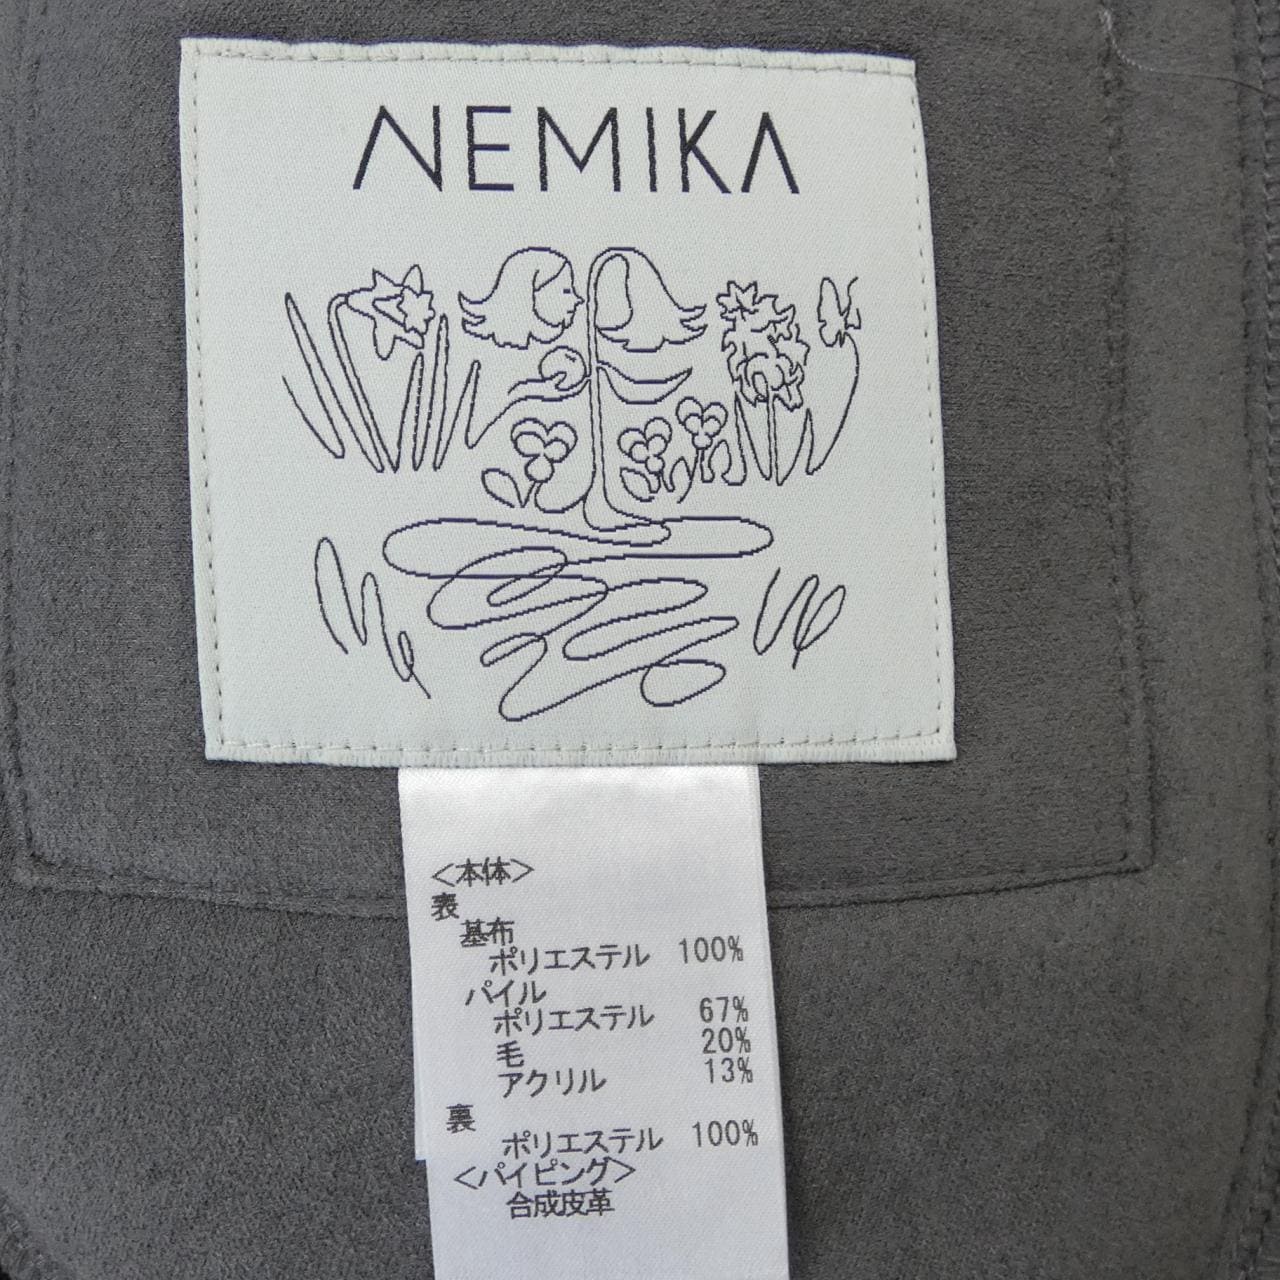 NEMIKA
<本体>
表
基布
ポリエステル 100%
パイル
ポリエステル 67%
毛 20%
アクリル 13%
裏
ポリエステル 100%
<パイピング>
合成皮革